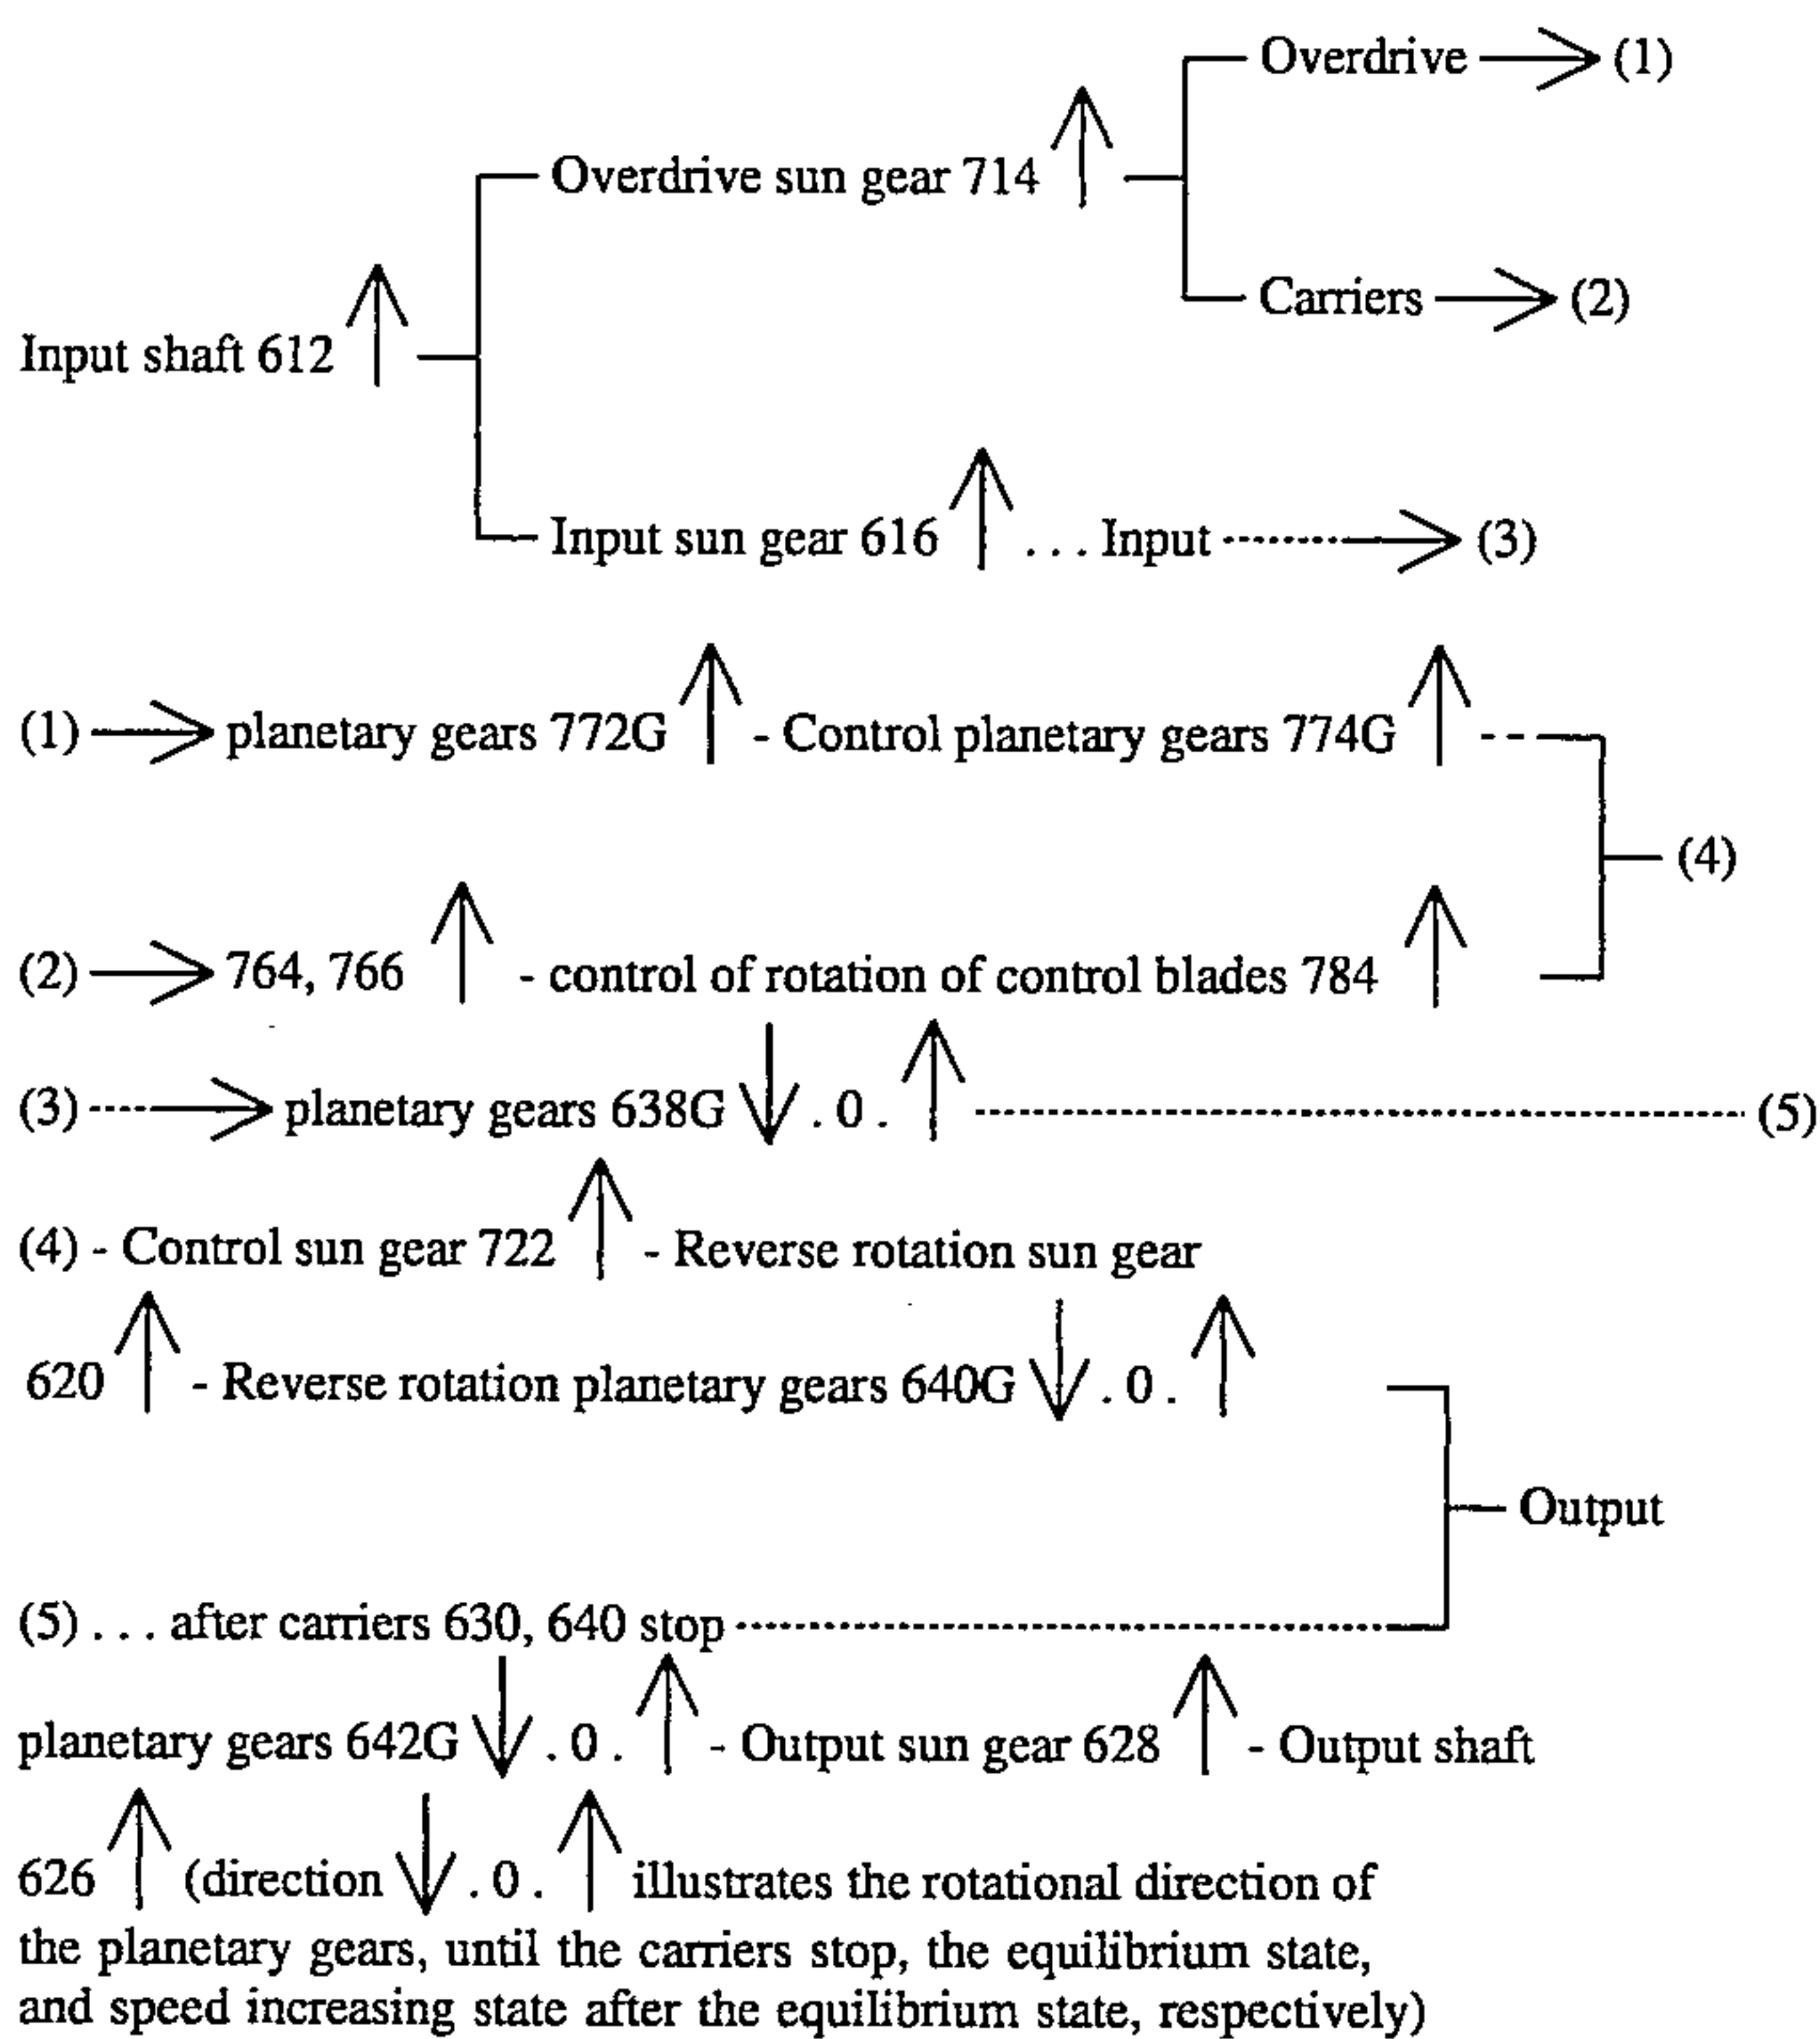 Overdrive → (1)
Overdrive sun gear 714 ↑
Carriers → (2)
Input shaft 612 ↑
Input sun gear 616 ↑ . . . Input ······→ (3)
(1) → planetary gears 772G ↑ - Control planetary gears 774G ↑ ---
(4)
(2) → 764, 766 ↑ - control of rotation of control blades 784 ↑
(3) ----→ planetary gears 638G ↓ . 0 . ↑ ------ (5)
(4) - Control sun gear 722 ↑ - Reverse rotation sun gear
620 ↑ - Reverse rotation planetary gears 640G ↓ . 0 . ↑
Output
(5) . . . after carriers 630, 640 stop ------
planetary gears 642G ↓ . 0 . ↑ - Output sun gear 628 ↑ - Output shaft
626 ↑ (direction ↓ . 0 . ↑ illustrates the rotational direction of
the planetary gears, until the carriers stop, the equilibrium state,
and speed increasing state after the equilibrium state, respectively)